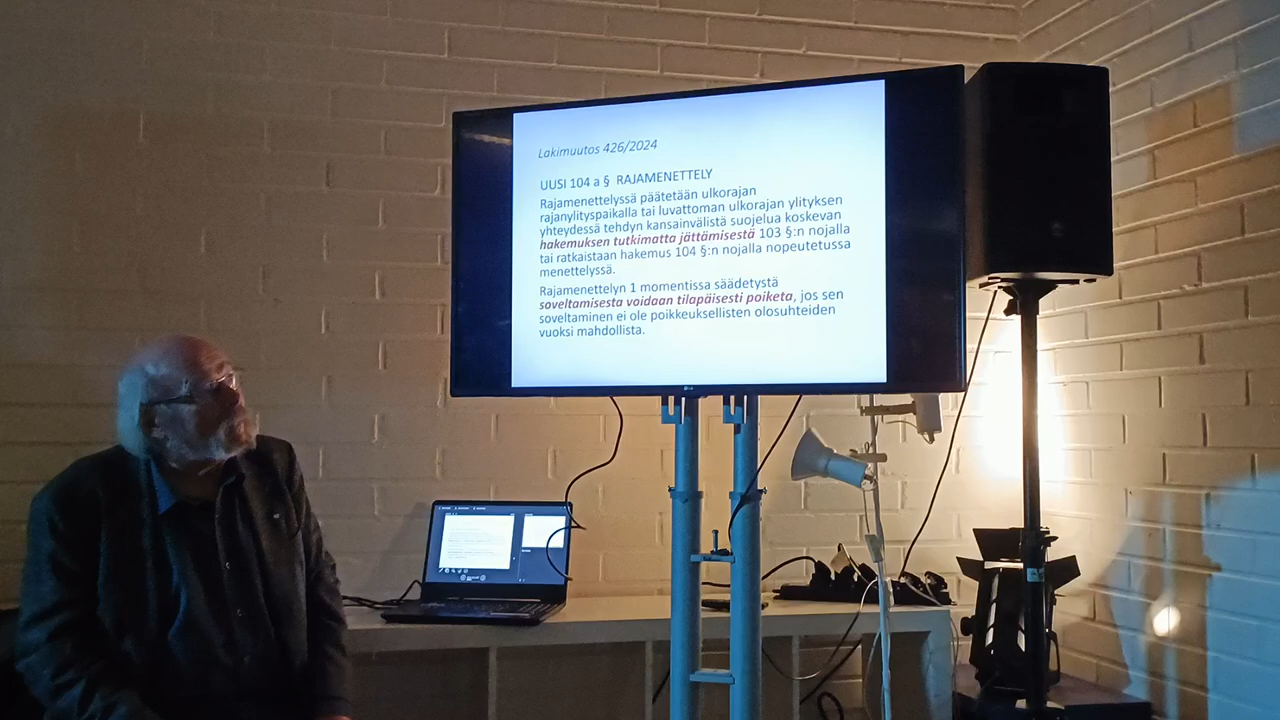 Lakimuutos 426/2024
UUSI 104 a § RAJAMENETTELY
Rajamenettelyssä päätetään ulkorajan
rajanylityspaikalla tai luvattoman ulkorajan ylityksen
yhteydessä tehdyn kansainvälistä suojelua koskevan
hakemuksen tutkimatta jättämisestä 103 §:n nojalla
tai ratkaistaan hakemus 104 §:n nojalla nopeutetussa
menettelyssä.
Rajamenettelyn 1 momentissa säädetystä
soveltamisesta voidaan tilapäisesti poiketa, jos sen
soveltaminen ei ole poikkeuksellisten olosuhteiden
vuoksi mahdollista.